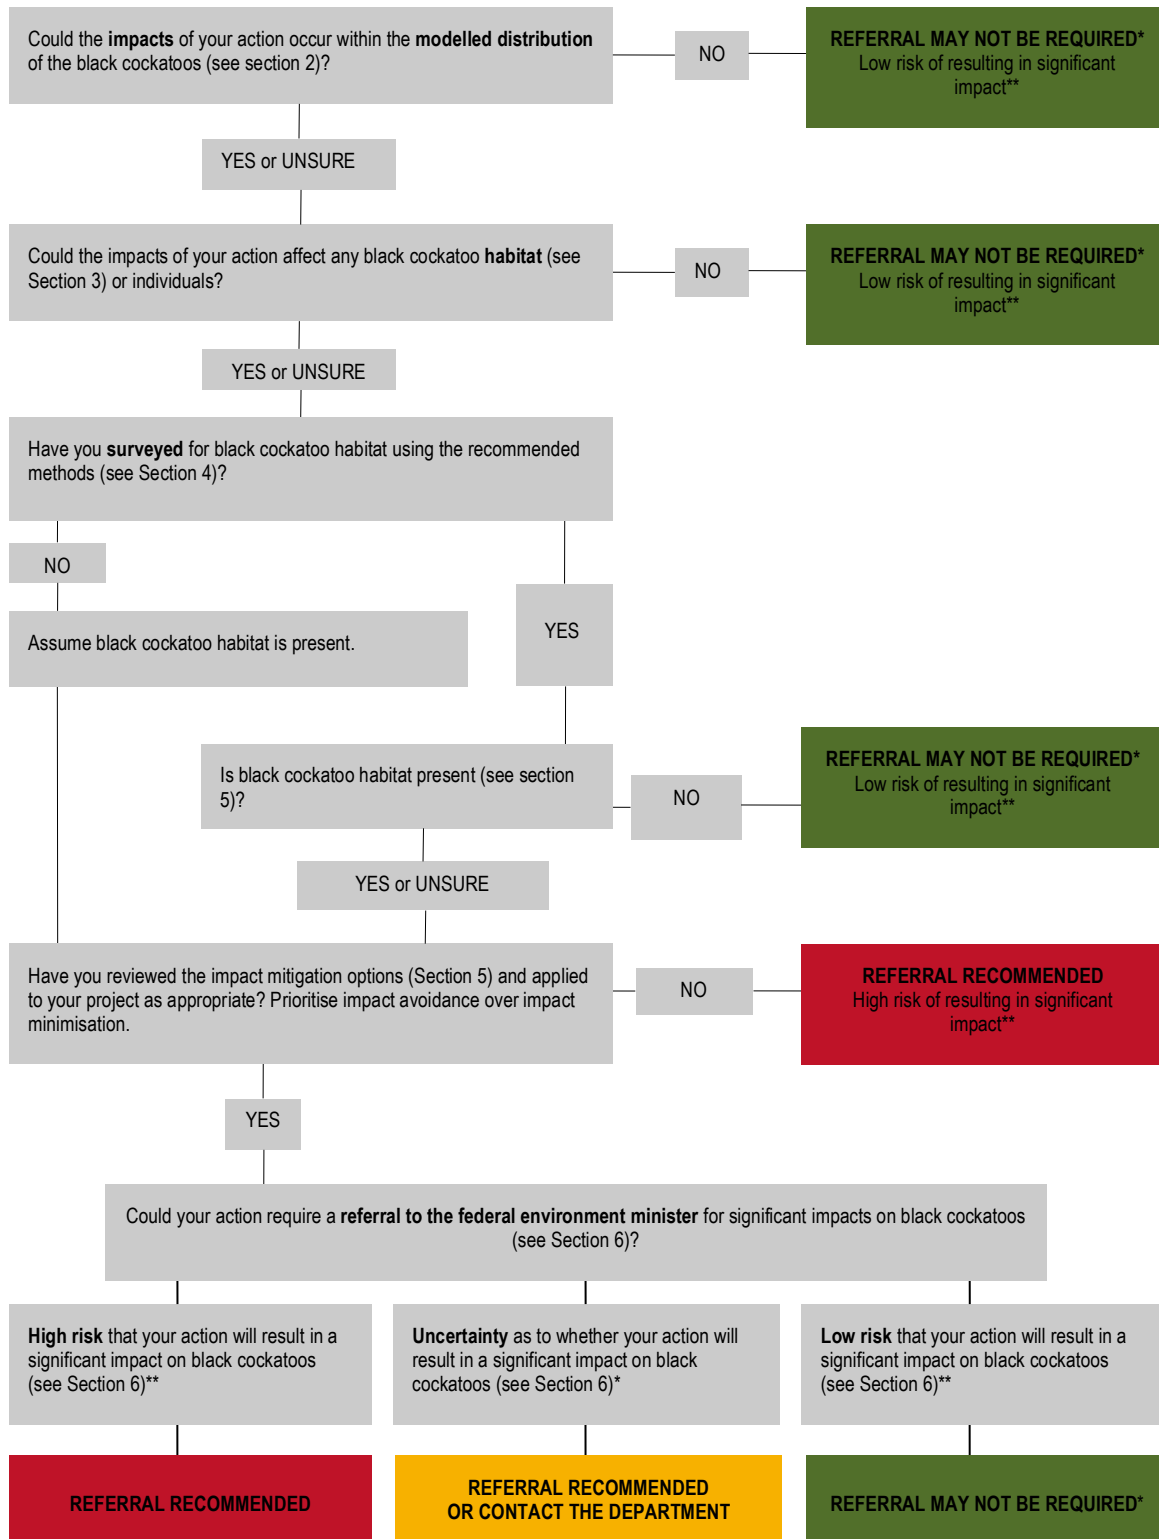 Could the impacts of your action occur within the modelled distribution
of the black cockatoos (see section 2)?
NO
REFERRAL MAY NOT BE REQUIRED*
Low risk of resulting in significant
impact**
YES or UNSURE
Could the impacts of your action affect any black cockatoo habitat (see
Section 3) or individuals?
NO
REFERRAL MAY NOT BE REQUIRED*
Low risk of resulting in significant
impact**
YES or UNSURE
Have you surveyed for black cockatoo habitat using the recommended
methods (see Section 4)?
NO
YES
Assume black cockatoo habitat is present.
Is black cockatoo habitat present (see section
5)?
NO
REFERRAL MAY NOT BE REQUIRED*
Low risk of resulting in significant
impact**
YES or UNSURE
Have you reviewed the impact mitigation options (Section 5) and applied
to your project as appropriate? Prioritise impact avoidance over impact
minimisation.
NO
REFERRAL RECOMMENDED
High risk of resulting in significant
impact**
YES
Could your action require a referral to the federal environment minister for significant impacts on black cockatoos
(see Section 6)?
High risk that your action will result in a
significant impact on black cockatoos
(see Section 6)**
Uncertainty as to whether your action will
result in a significant impact on black
cockatoos (see Section 6)*
Low risk that your action will result in a
significant impact on black cockatoos
(see Section 6)**
REFERRAL RECOMMENDED
REFERRAL RECOMMENDED
OR CONTACT THE DEPARTMENT
REFERRAL MAY NOT BE REQUIRED*